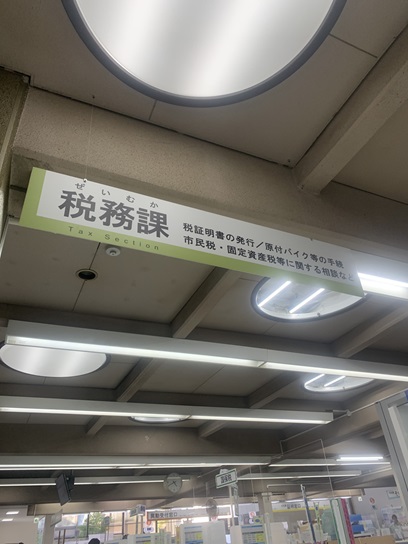 ぜいむか
税務課
Tax Section
税証明書の発行／原付バイク等の手続
市民税・固定資産税等に関する相談など